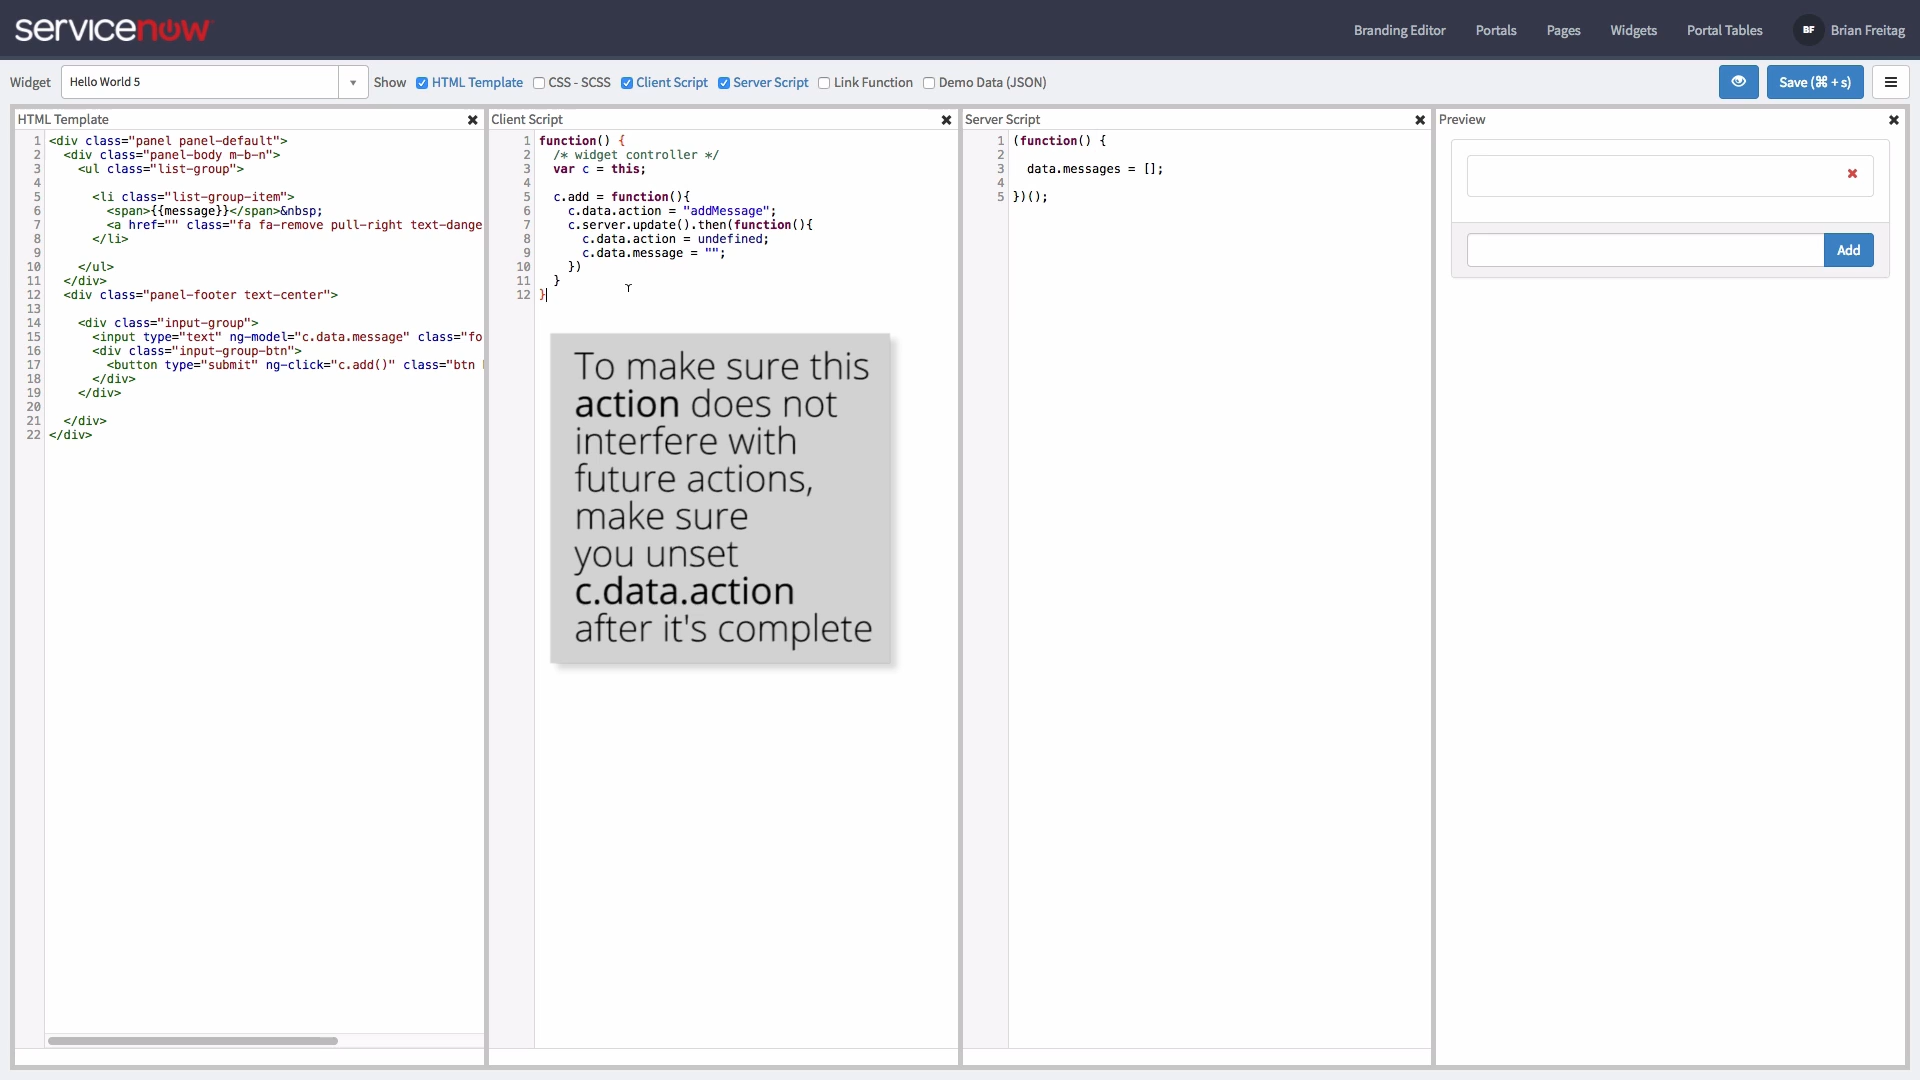 servicenow
Branding Editor
Portals
Pages
Widgets
Portal Tables
BF
Brian Freitag
Widget
Hello World 5
Show
HTML Template
CSS - SCSS
Client Script
Server Script
Link Function
Demo Data (JSON)
Save (⌘ + s)
HTML Template
1 <div class="panel panel-default">
2 <div class="panel-body m-b-n">
3 <ul class="list-group">
4
5 <li class="list-group-item">
6 <span>{{message}}</span>&nbsp;
7 <a href="" class="fa fa-remove pull-right text-dange
8 </li>
9
10 </ul>
11 </div>
12 <div class="panel-footer text-center">
13
14 <div class="input-group">
15 <input type="text" ng-model="c.data.message" class="fo
16 <div class="input-group-btn">
17 <button type="submit" ng-click="c.add()" class="btn
18 </div>
19 </div>
20
21 </div>
22 </div>
Client Script
1 function() {
2 /* widget controller */
3 var c = this;
4
5 c.add = function(){
6 c.data.action = "addMessage";
7 c.server.update().then(function(){
8 c.data.action = undefined;
9 c.data.message = "";
10 })
11 }
12 }
To make sure this
action does not
interfere with
future actions,
make sure
you unset
c.data.action
after it's complete
Server Script
1 (function() {
2
3 data.messages = [];
4
5 })();
Preview
Add